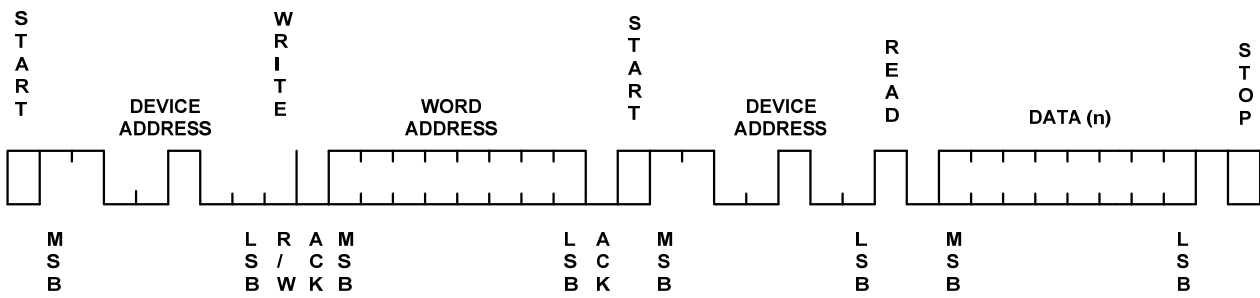 START
DEVICE
ADDRESS
WRITE
WORD
ADDRESS
START
DEVICE
ADDRESS
READ
DATA (n)
STOP
MSB
LSB
R/W
ACK
MSB
LSB
ACK
MSB
LSB
MSB
LSB